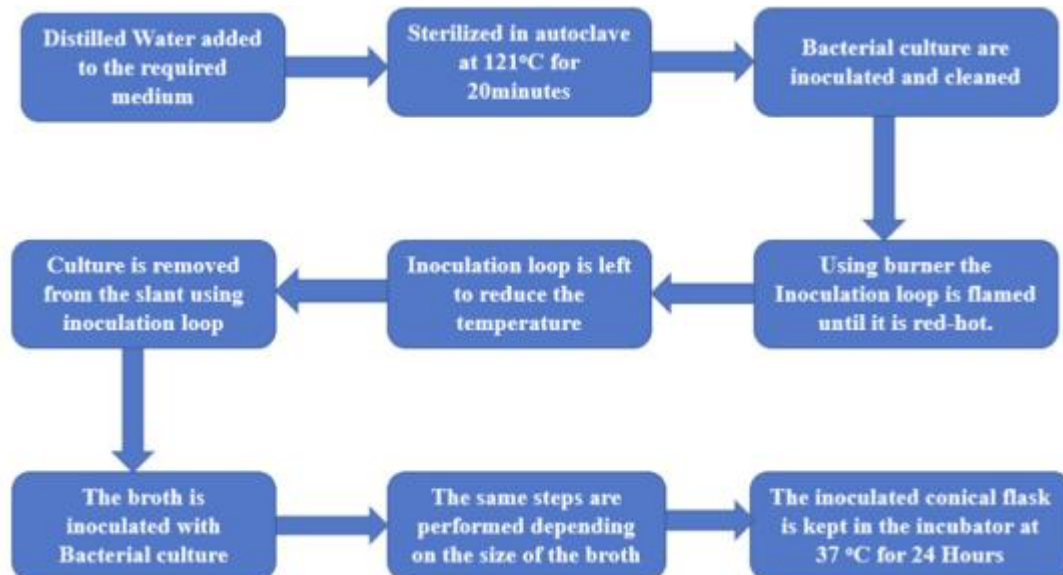 Distilled Water added
to the required
medium
Sterilized in autoclave
at 121°C for
20minutes
Bacterial culture are
inoculated and cleaned
Using burner the
Inoculation loop is flamed
until it is red-hot.
Inoculation loop is left
to reduce the
temperature
Culture is removed
from the slant using
inoculation loop
The broth is
inoculated with
Bacterial culture
The same steps are
performed depending
on the size of the broth
The inoculated conical flask
is kept in the incubator at
37 °C for 24 Hours